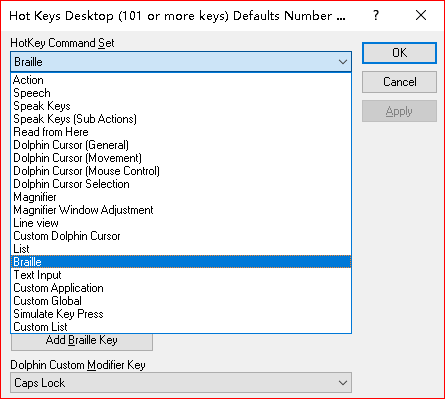 Hot Keys Desktop (101 or more keys) Defaults Number ... ?
HotKey Command Set
Braille
OK
Cancel
Apply
Action
Speech
Speak Keys
Speak Keys (Sub Actions)
Read from Here
Dolphin Cursor (General)
Dolphin Cursor (Movement)
Dolphin Cursor (Mouse Control)
Dolphin Cursor Selection
Magnifier
Magnifier Window Adjustment
Line view
Custom Dolphin Cursor
List
Braille
Text Input
Custom Application
Custom Global
Simulate Key Press
Custom List
Add Braille Key
Dolphin Custom Modifier Key
Caps Lock